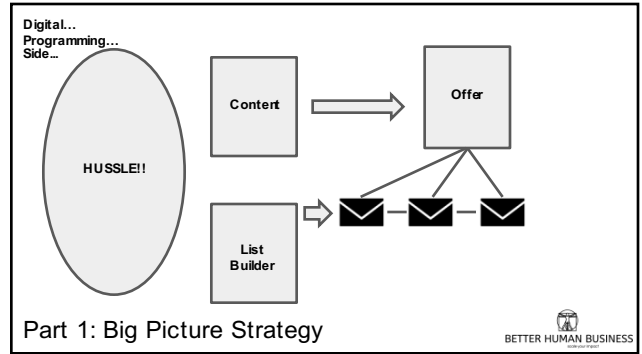 Digital...
Programming...
Side...
HUSSLE!!
Content
Offer
List
Builder
Part 1: Big Picture Strategy
BETTER HUMAN BUSINESS